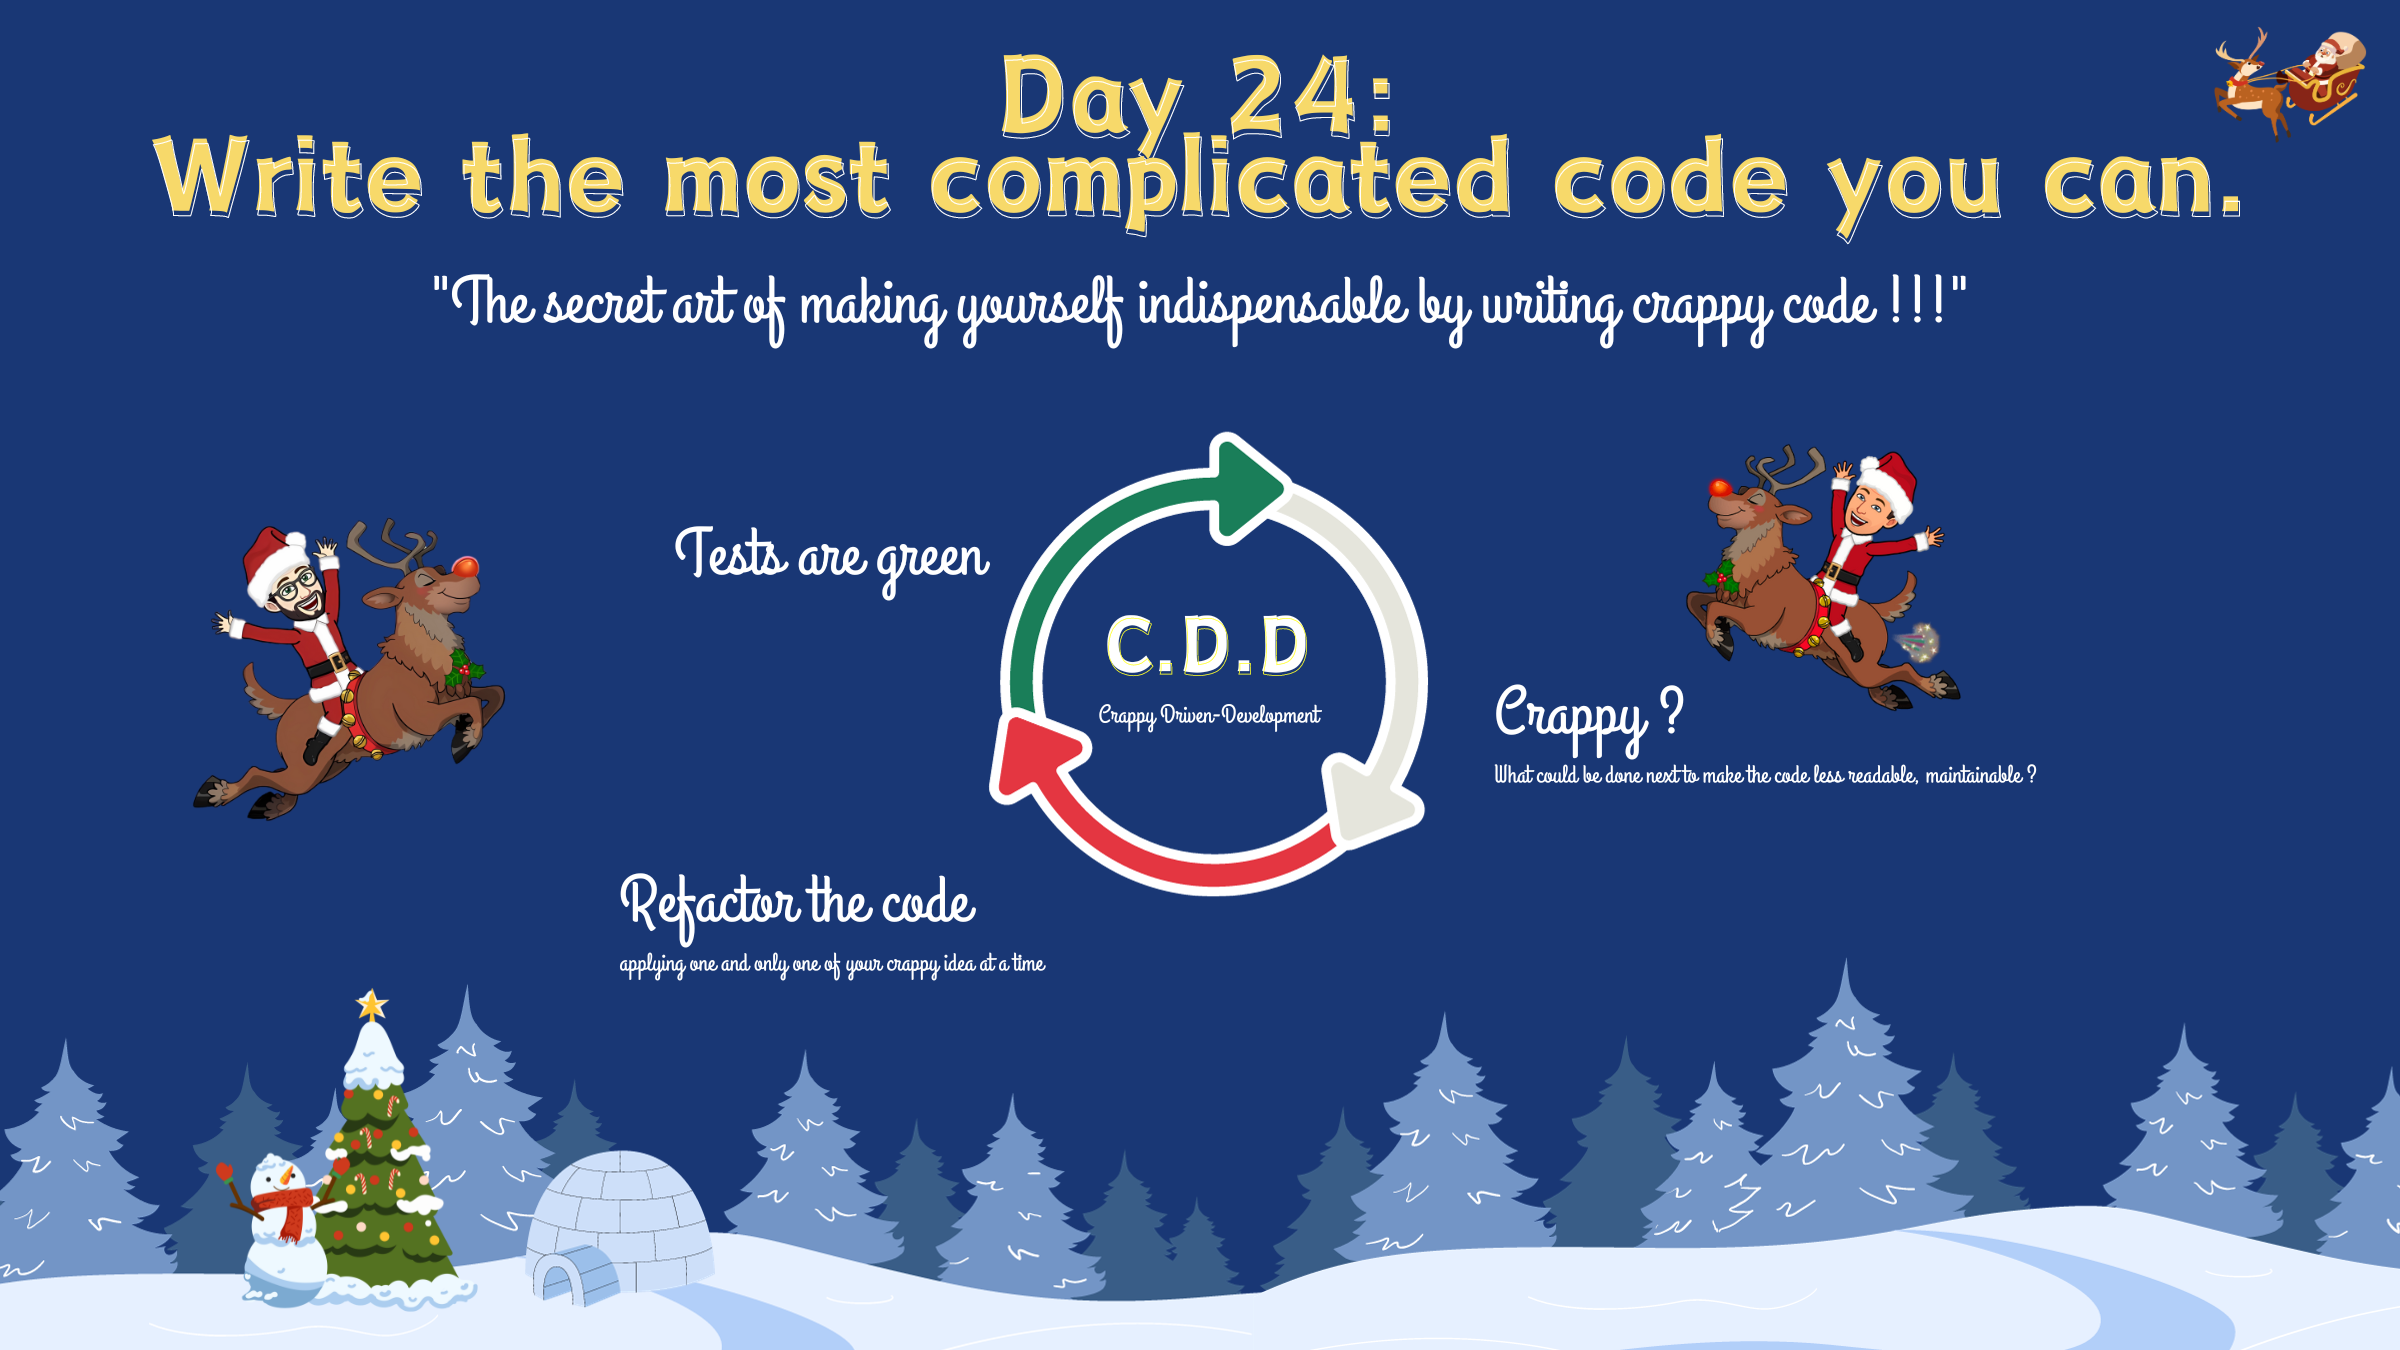 Day 24:
Write the most complicated code you can.
"The secret art of making yourself indispensable by writing crappy code !!!"
Tests are green
C.D.D
Crappy Driven-Development
Crappy ?
What could be done next to make the code less readable, maintainable ?
Refactor the code
applying one and only one of your crappy idea at a time